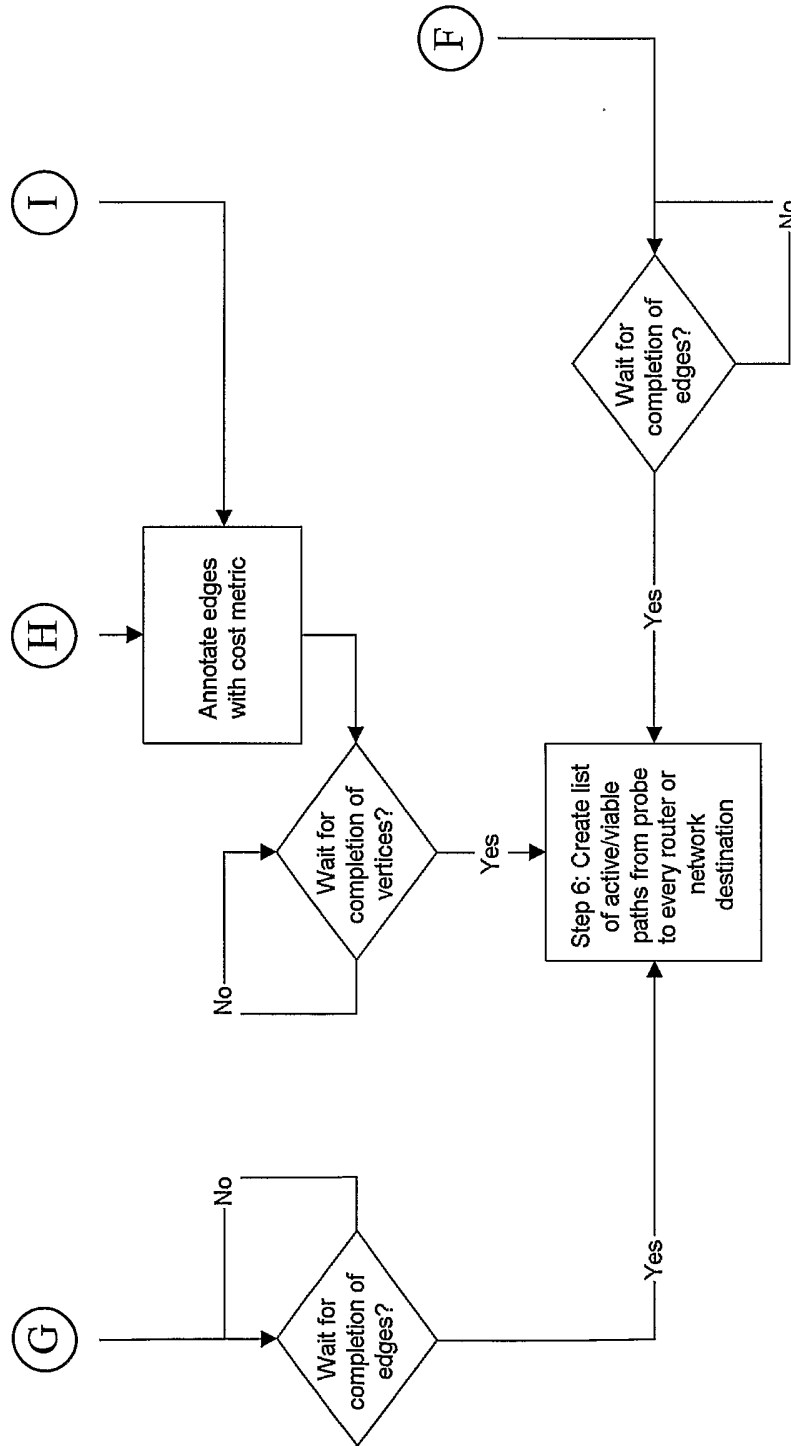 G
H
I
F
Annotate edges
with cost metric
No
Wait for
completion of
vertices?
Yes
No
Wait for
completion of
edges?
Yes
Step 6: Create list
of active/viable
paths from probe
to every router or
network
destination
Yes
Wait for
completion of
edges?
No